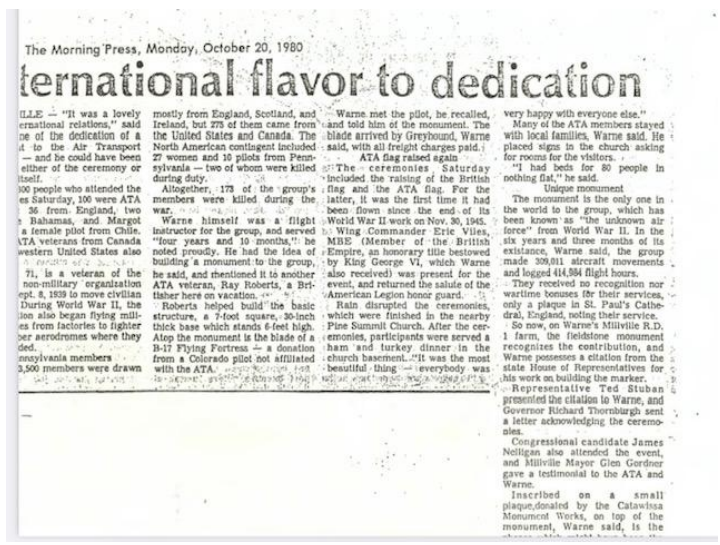 The Morning Press, Monday, October 20, 1980
ternational flavor to dedication
ILLE — "It was a lovely
ernational relations," said
ne of the dedication of a
t to the Air Transport
— and he could have been
either of the ceremony or
itself.
300 people who attended the
es Saturday, 100 were ATA
36 from England, two
Bahamas, and Margot
a female pilot from Chile.
ATA veterans from Canada
western United States also
71, is a veteran of the
non-military organization
ept. 8, 1939 to move civilian
During World War II, the
ion also began flying mili-
es from factories to fighter
er aerodromes where they
ded.
nnsylvania members
3,500 members were drawn
mostly from England, Scotland, and
Ireland, but 275 of them came from
the United States and Canada. The
North American contingent included
27 women and 10 pilots from Penn-
sylvania — two of whom were killed
during duty.
Altogether, 173 of the group's
members were killed during the
war.
Warne himself was a flight
instructor for the group, and served
"four years and 10 months," he
noted proudly. He had the idea of
building a monument to the group,
he said, and mentioned it to another
ATA veteran, Ray Roberts, a Bri-
tisher here on vacation.
Roberts helped build the basic
structure, a 7-foot square, 30-inch
thick base which stands 6-feet high.
Atop the monument is the blade of a
B-17 Flying Fortress — a donation
from a Colorado pilot not affiliated
with the ATA.
Warne met the pilot, he recalled,
and told him of the monument. The
blade arrived by Greyhound, Warne
said, with all freight charges paid.
ATA flag raised again
The ceremonies Saturday
included the raising of the British
flag and the ATA flag. For the
latter, it was the first time it had
been flown since the end of its
World War II work on Nov. 30, 1945.
Wing Commander Eric Viles,
MBE (Member of the British
Empire, an honorary title bestowed
by King George VI, which Warne
also received) was present for the
event, and returned the salute of the
American Legion honor guard.
Rain disrupted the ceremonies,
which were finished in the nearby
Pine Summit Church. After the cer-
emonies, participants were served a
ham and turkey dinner in the
church basement. "It was the most
beautiful thing — everybody was
very happy with everyone else."
Many of the ATA members stayed
with local families, Warne said. He
placed signs in the church asking
for rooms for the visitors.
"I had beds for 80 people in
nothing flat," he said.
Unique monument
The monument is the only one in
the world to the group, which has
been known as "the unknown air
force" from World War II. In the
six years and three months of its
existence, Warne said, the group
made 309,011 aircraft movements
and logged 414,984 flight hours.
They received no recognition nor
wartime bonuses for their services,
only a plaque in St. Paul's Cathe-
dral, England, noting their service.
So now, on Warne's Millville R.D.
1 farm, the fieldstone monument
recognizes the contribution, and
Warne possesses a citation from the
state House of Representatives for
his work on building the marker.
Representative Ted Stuban
presented the citation to Warne, and
Governor Richard Thornburgh sent
a letter acknowledging the ceremo-
nies.
Congressional candidate James
Nelligan also attended the event,
and Millville Mayor Glen Gordner
gave a testimonial to the ATA and
Warne.
Inscribed on a small
plaque, donated by the Catawissa
Monument Works, on top of the
monument, Warne said, is the